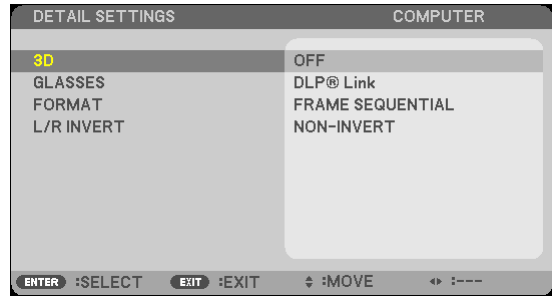 DETAIL SETTINGS COMPUTER
3D OFF
GLASSES DLP® Link
FORMAT FRAME SEQUENTIAL
L/R INVERT NON-INVERT
ENTER :SELECT EXIT :EXIT ⬍ :MOVE ⬌ :---